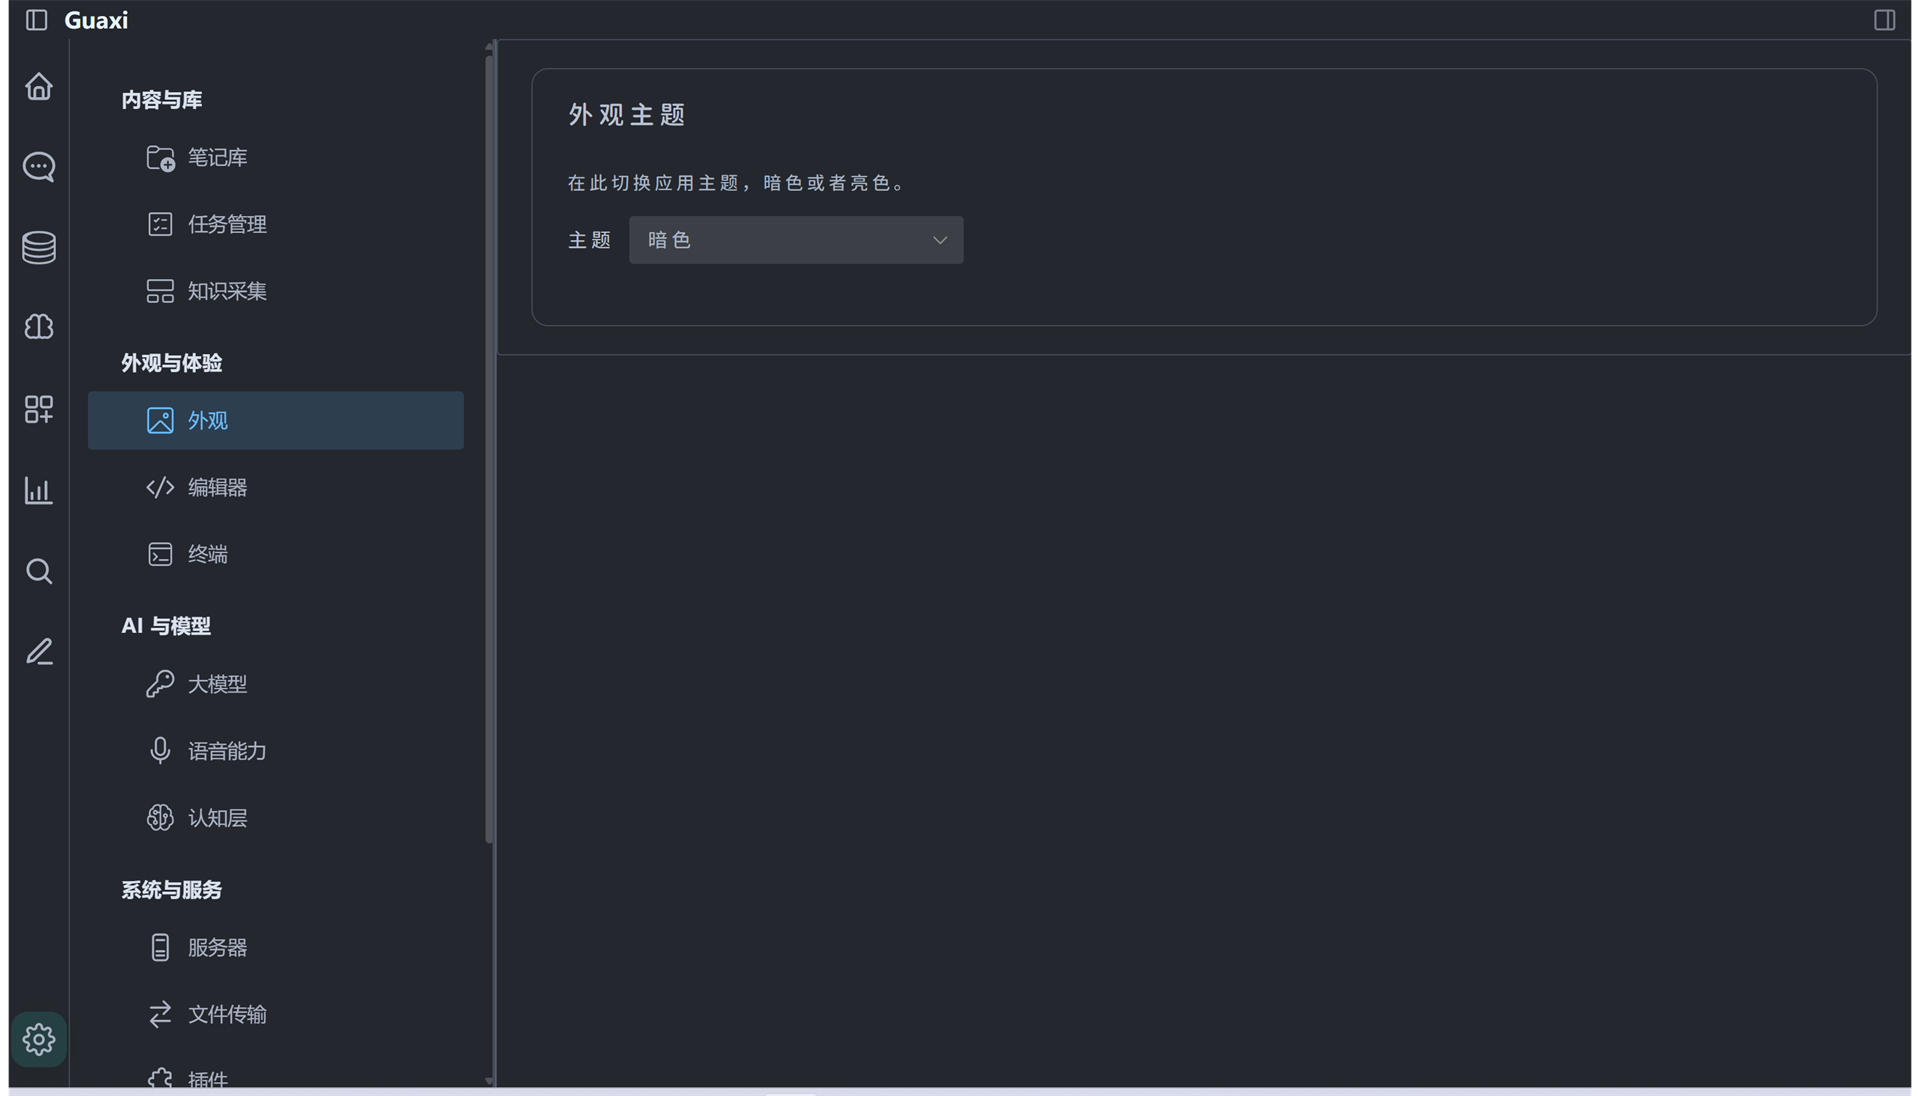 Guaxi
内容与库
笔记库
任务管理
知识采集
外观与体验
外观
编辑器
终端
AI 与模型
大模型
语音能力
认知层
系统与服务
服务器
文件传输
插件
外观主题
在此切换应用主题，暗色或者亮色。
主题 暗色